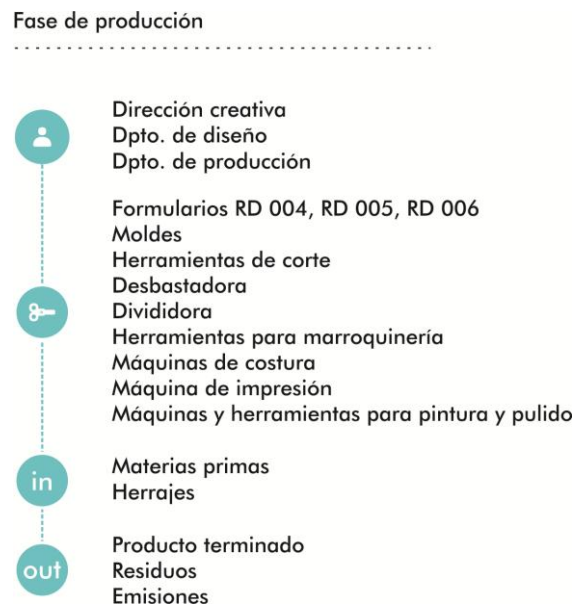 Fase de producción
Dirección creativa
Dpto. de diseño
Dpto. de producción
Formularios RD 004, RD 005, RD 006
Moldes
Herramientas de corte
Desbastadora
Divididora
Herramientas para marroquinería
Máquinas de costura
Máquina de impresión
Máquinas y herramientas para pintura y pulido
in
Materias primas
Herrajes
out
Producto terminado
Residuos
Emisiones